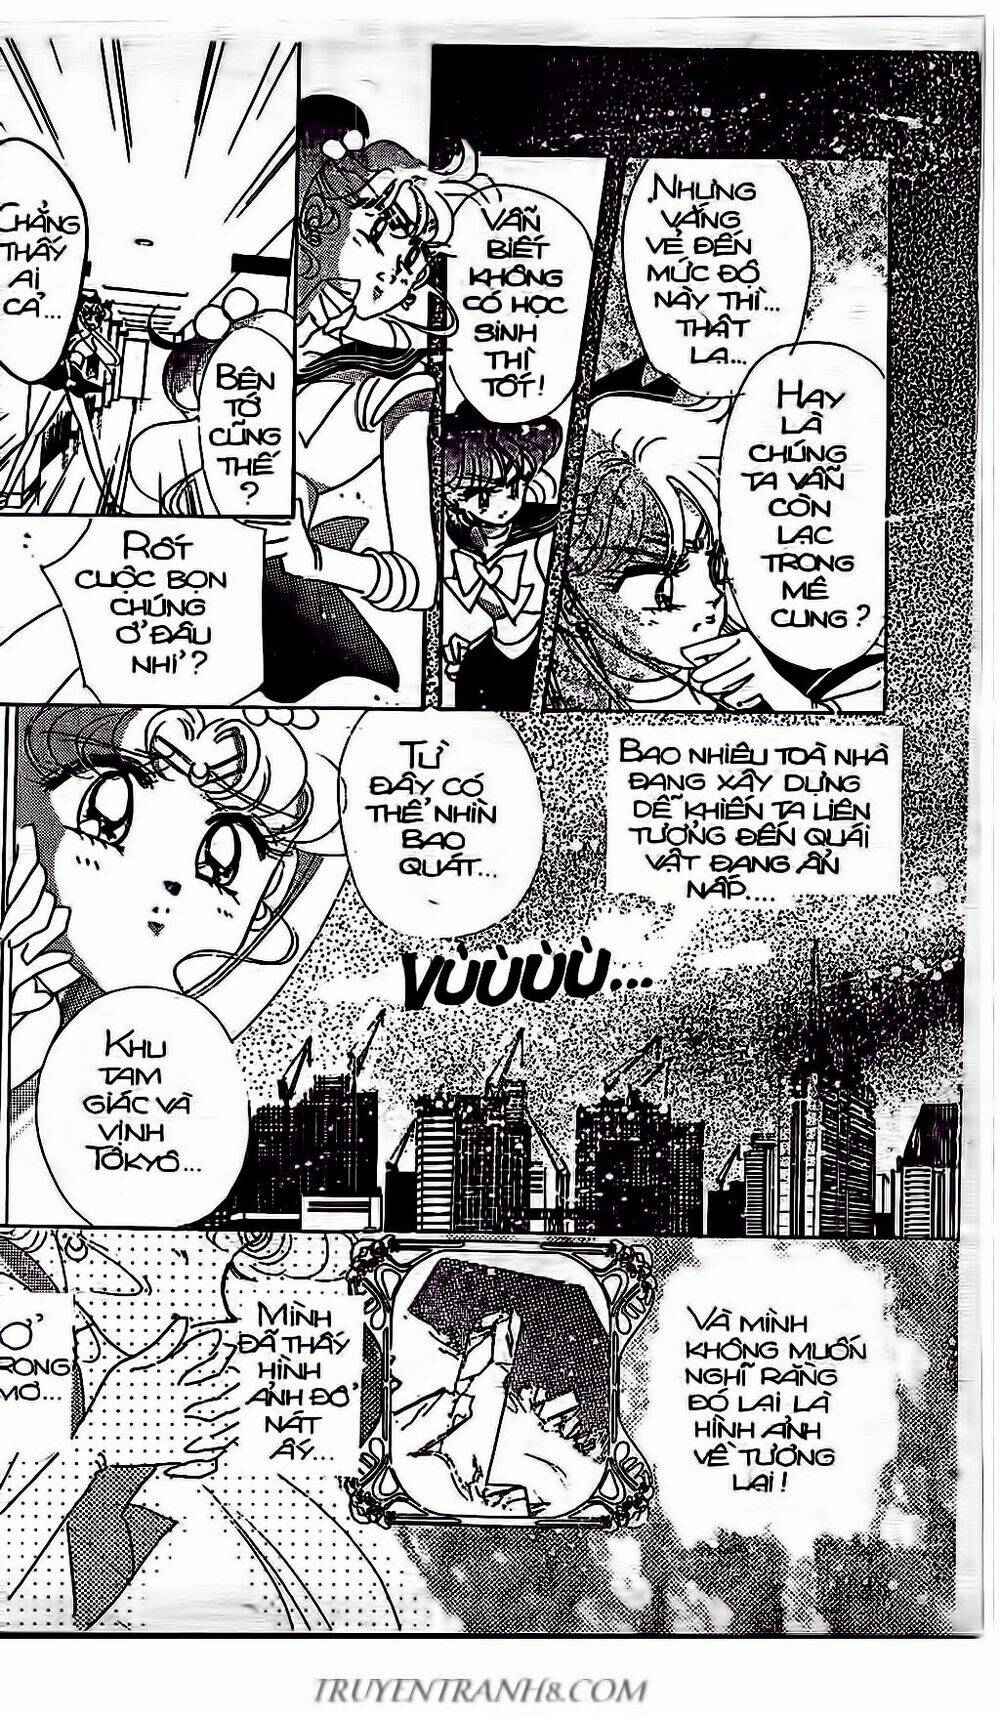 NHƯNG
VẮNG
VẺ ĐẾN
MỨC ĐỘ
NÀY THÌ...
THẬT
LẠ...
HAY
LÀ
CHÚNG
TA VẪN
CÒN
LẠC
TRONG
MÊ
CUNG?
VẪN
BIẾT
KHÔNG
CÓ HỌC
SINH
THÌ
TỐT!
CHẲNG
THẤY
AI
CẢ...
BÊN
TỚ
CŨNG
THẾ
?
RỐT
CUỘC BỌN
CHÚNG
Ở ĐÂU
NHỈ?
BAO NHIÊU TOÀ NHÀ
ĐANG XÂY DỰNG
DỄ KHIẾN TA LIÊN
TƯỞNG ĐẾN QUÁI
VẬT ĐANG ẨN
NẤP....
TỪ
ĐÂY CÓ
THỂ NHÌN
BAO
QUÁT...
VÙÙÙÙ...
KHU
TAM
GIÁC VÀ
VỊNH
TÔKYÔ...
VÀ MÌNH
KHÔNG MUỐN
NGHĨ RẰNG
ĐÓ LẠI LÀ
HÌNH ẢNH
VỀ TƯƠNG
LAI!
MÌNH
ĐÃ THẤY
HÌNH
ẢNH ĐỔ
NÁT
ẤY...
Ở
TRONG
MƠ...
TRUYENTRANH8.COM